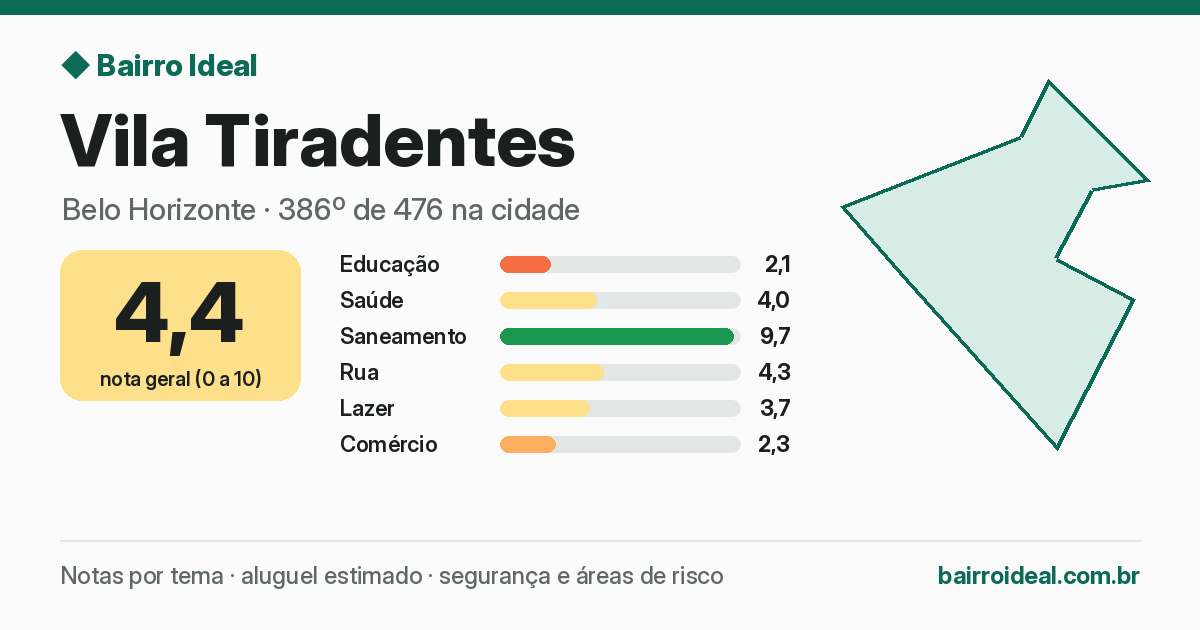 Bairro Ideal
Vila Tiradentes
Belo Horizonte · 386º de 476 na cidade
4,4
nota geral (0 a 10)
Educação 2,1
Saúde 4,0
Saneamento 9,7
Rua 4,3
Lazer 3,7
Comércio 2,3
Notas por tema · aluguel estimado · segurança e áreas de risco
bairroideal.com.br